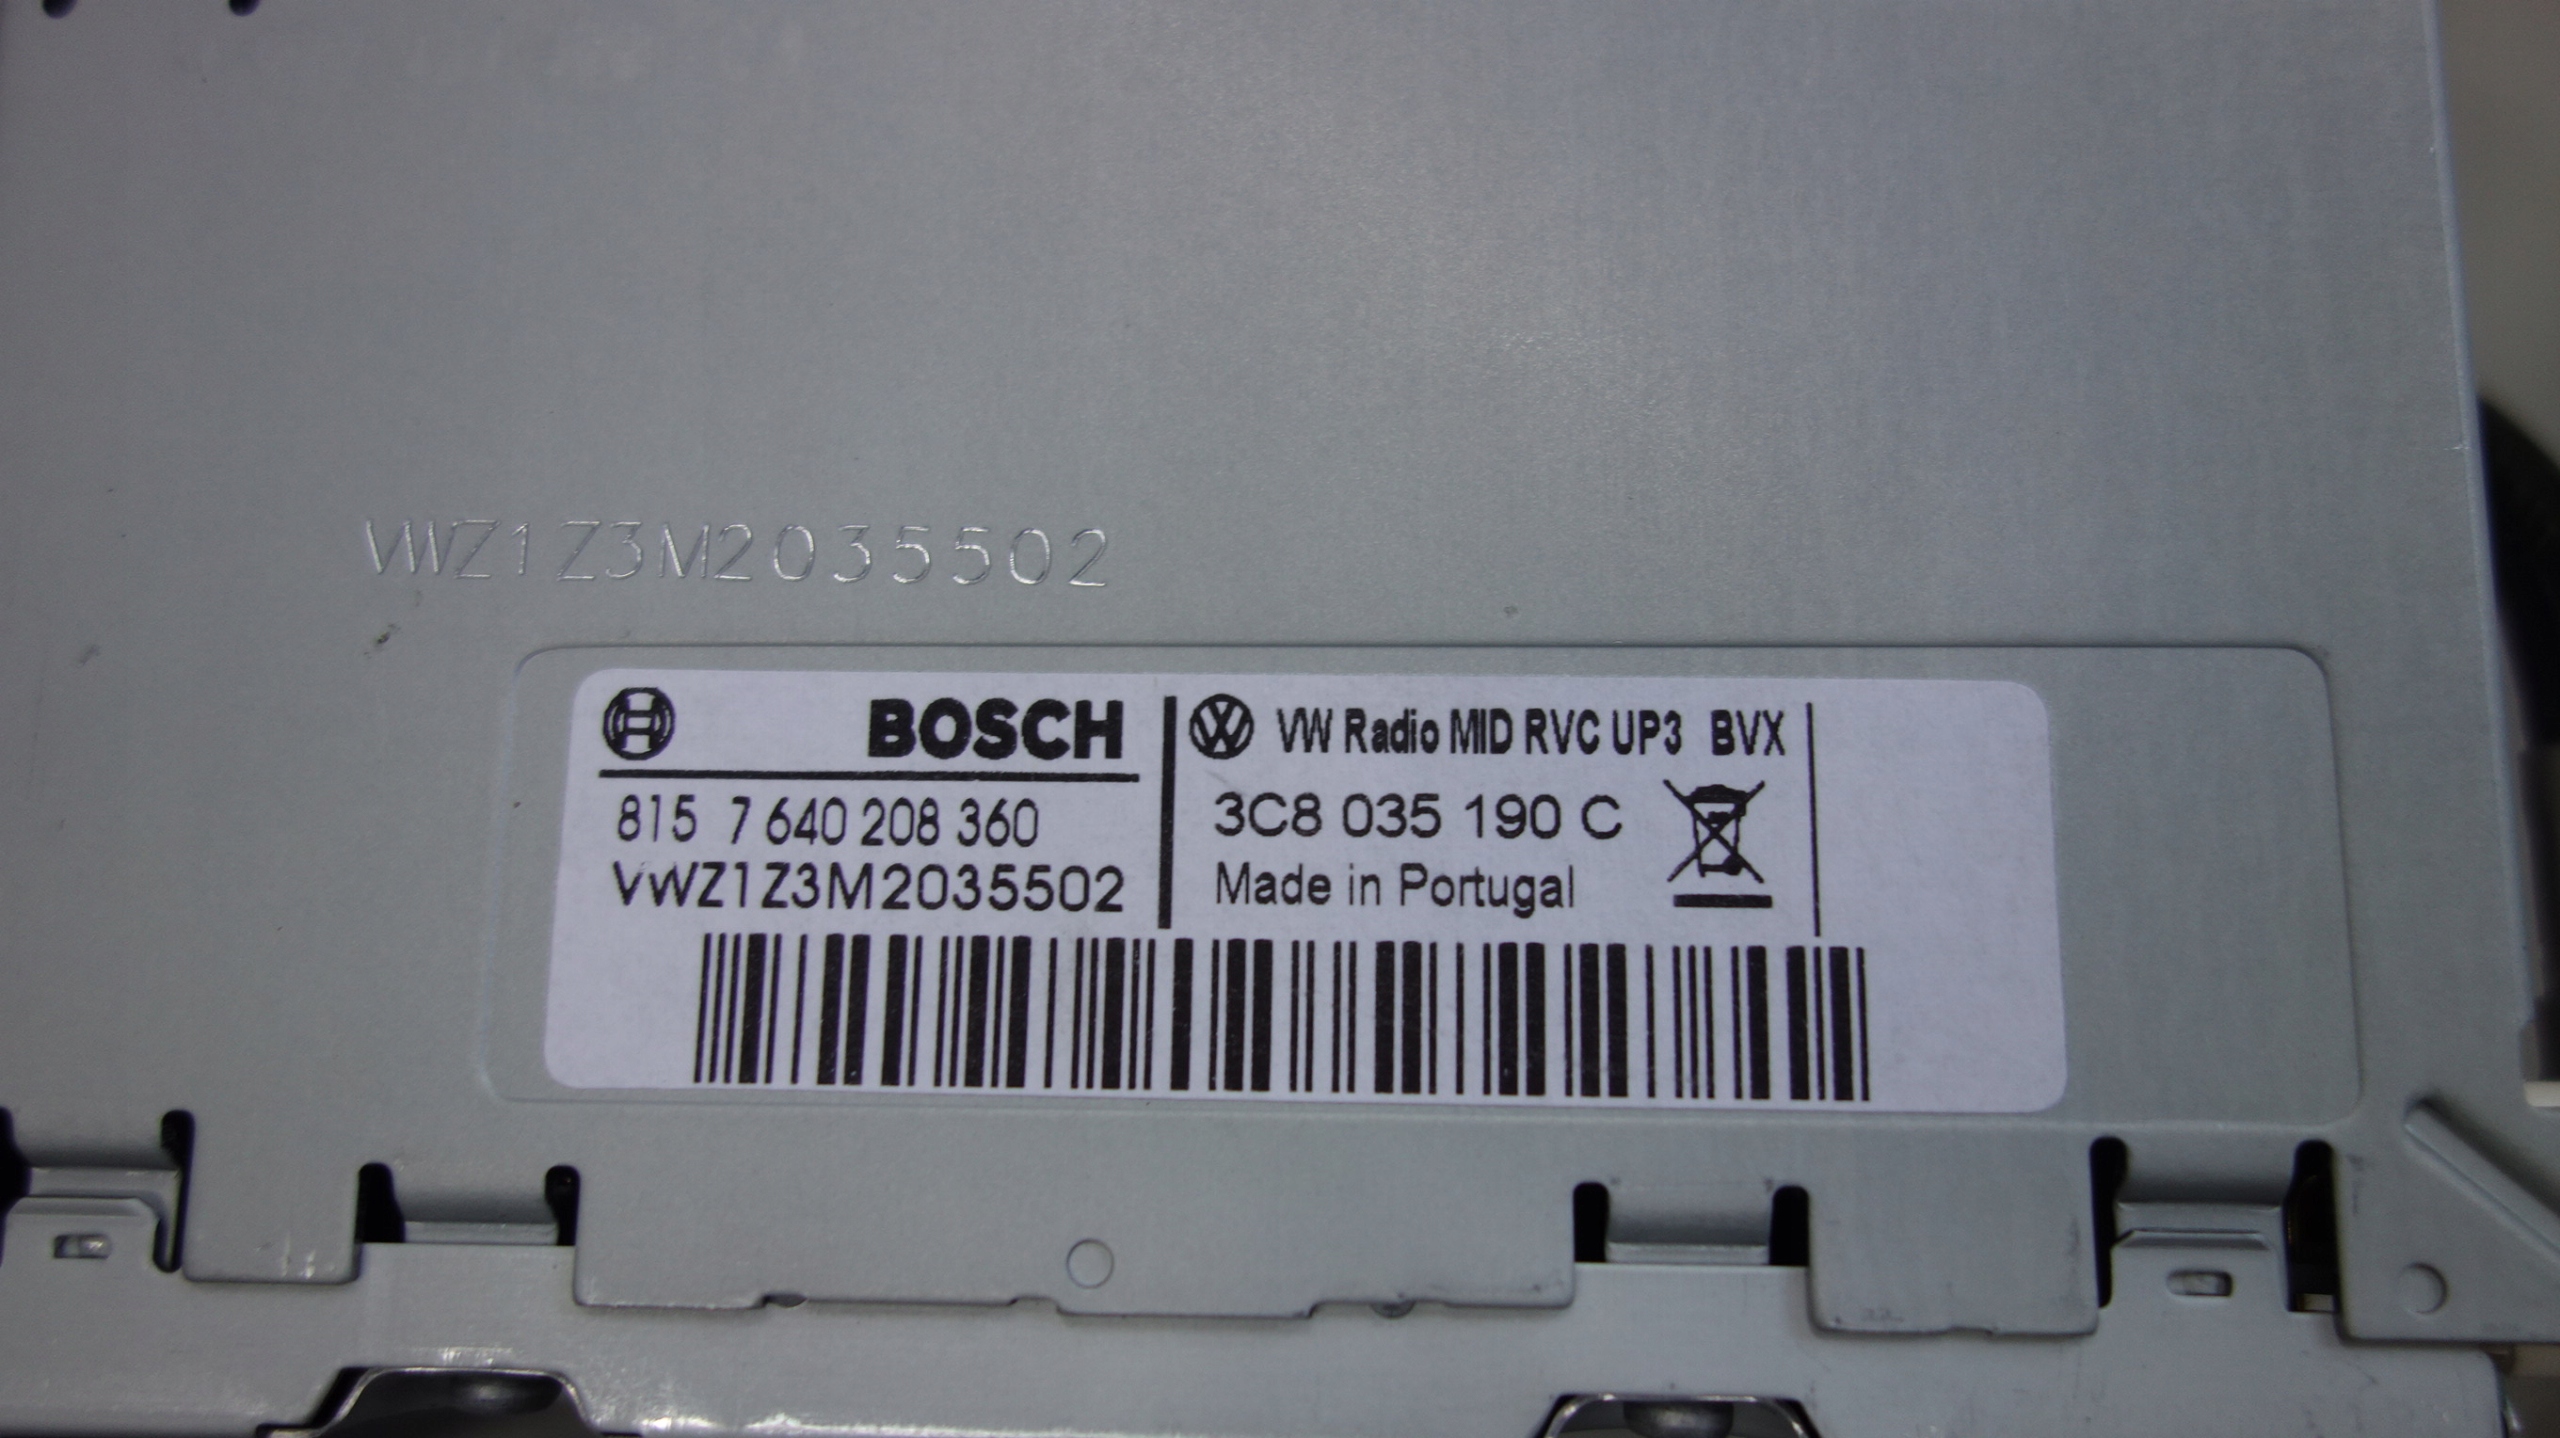 VWZ1Z3M2035502
BOSCH
815 7 640 208 360
VWZ1Z3M2035502
VW Radio MID RVC UP3 BVX
3C8 035 190 C
Made in Portugal